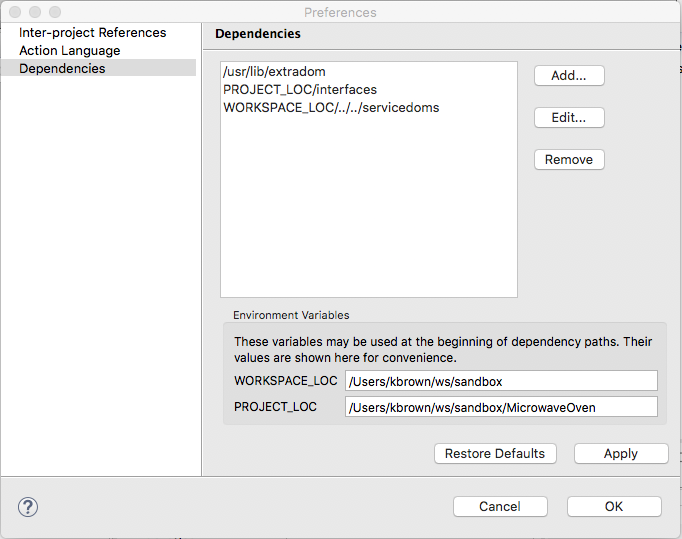 Preferences
Inter-project References
Action Language
Dependencies
Dependencies
/usr/lib/extradom
PROJECT_LOC/interfaces
WORKSPACE_LOC/../../servicedoms
Add...
Edit...
Remove
Environment Variables
These variables may be used at the beginning of dependency paths. Their
values are shown here for convenience.
WORKSPACE_LOC /Users/kbrown/ws/sandbox
PROJECT_LOC /Users/kbrown/ws/sandbox/MicrowaveOven
Restore Defaults Apply
? Cancel OK